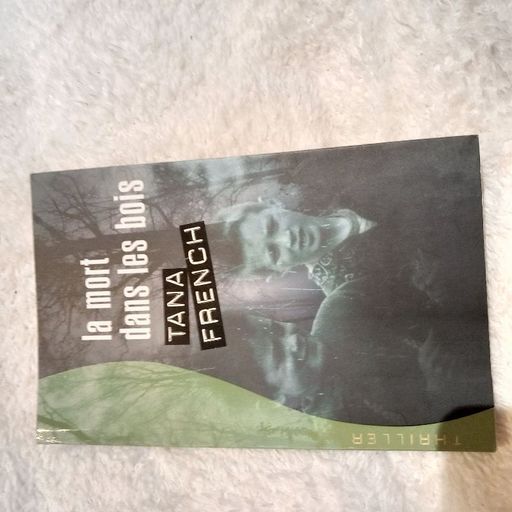 la mort
dans les bois
TANA
FRENCH
THRILLER